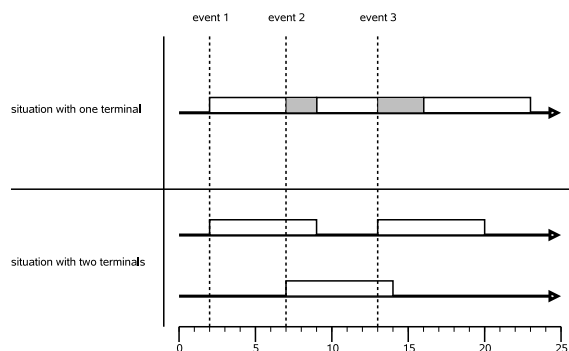 event 1 event 2 event 3
situation with one terminal
situation with two terminals
0 5 10 15 20 25